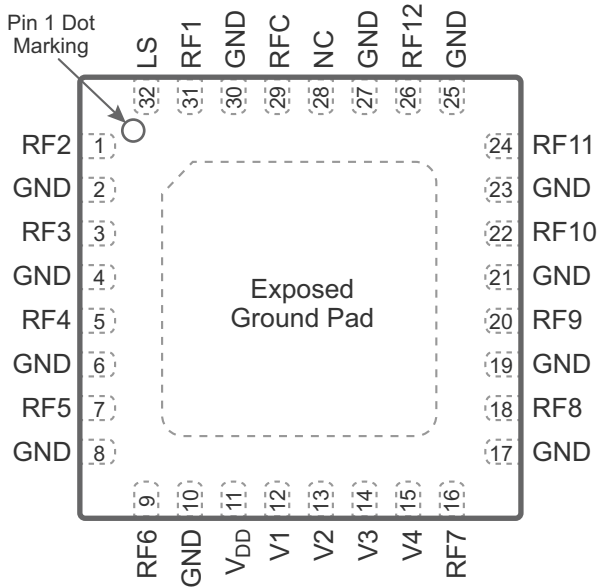 Pin 1 Dot
Marking
LS
RF1
GND
RFC
NC
GND
RF12
GND
32
31
30
29
28
27
26
25
RF2 1
GND 2
RF3 3
GND 4
RF4 5
GND 6
RF5 7
GND 8
Exposed
Ground Pad
24 RF11
23 GND
22 RF10
21 GND
20 RF9
19 GND
18 RF8
17 GND
9
10
11
12
13
14
15
16
RF6
GND
VDD
V1
V2
V3
V4
RF7